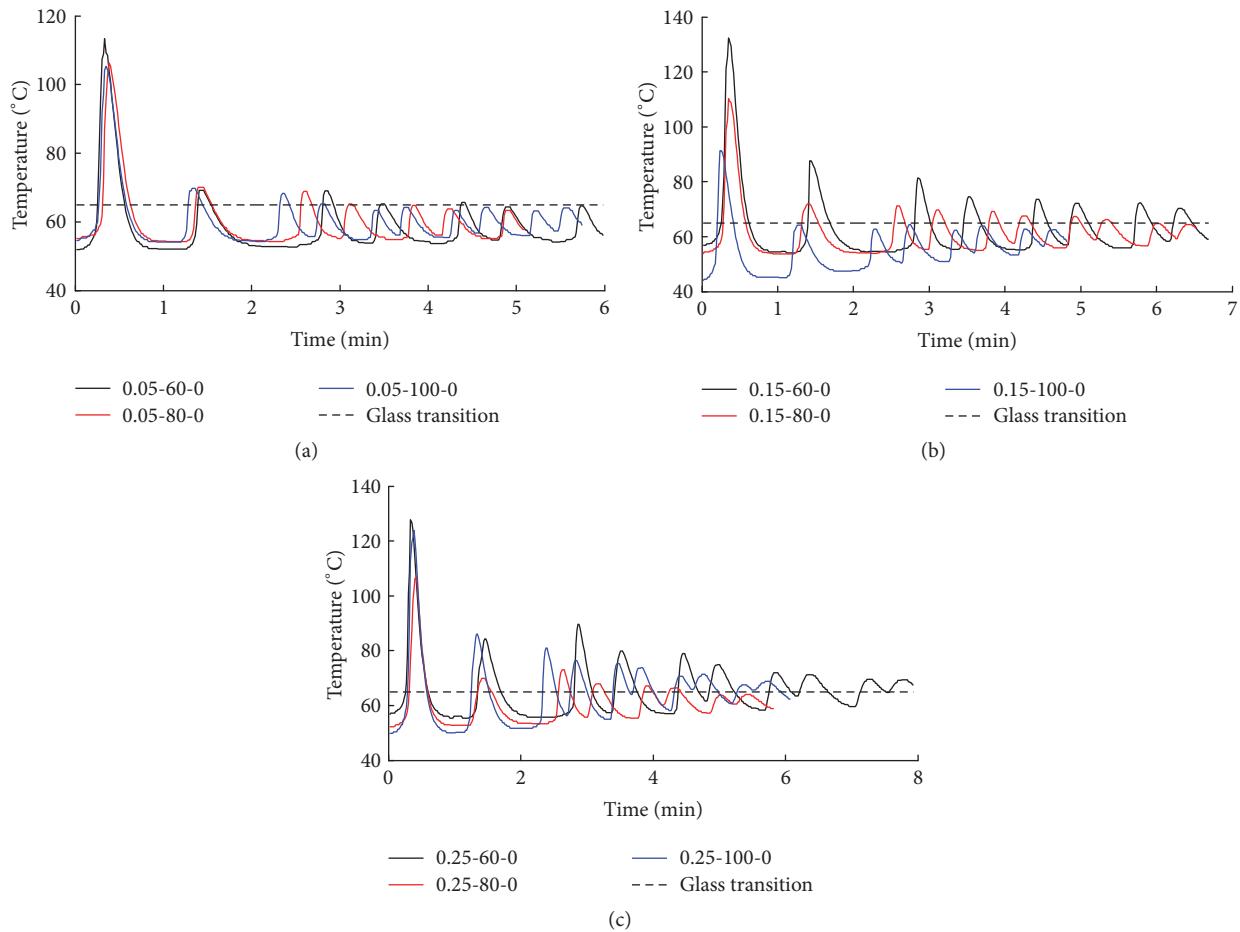 120
100
80
60
40
Temperature (°C)
0 1 2 3 4 5 6
Time (min)
0.05-60-0
0.05-80-0
0.05-100-0
Glass transition
(a)
140
120
100
80
60
40
Temperature (°C)
0 1 2 3 4 5 6 7
Time (min)
0.15-60-0
0.15-80-0
0.15-100-0
Glass transition
(b)
140
120
100
80
60
40
Temperature (°C)
0 2 4 6 8
Time (min)
0.25-60-0
0.25-80-0
0.25-100-0
Glass transition
(c)